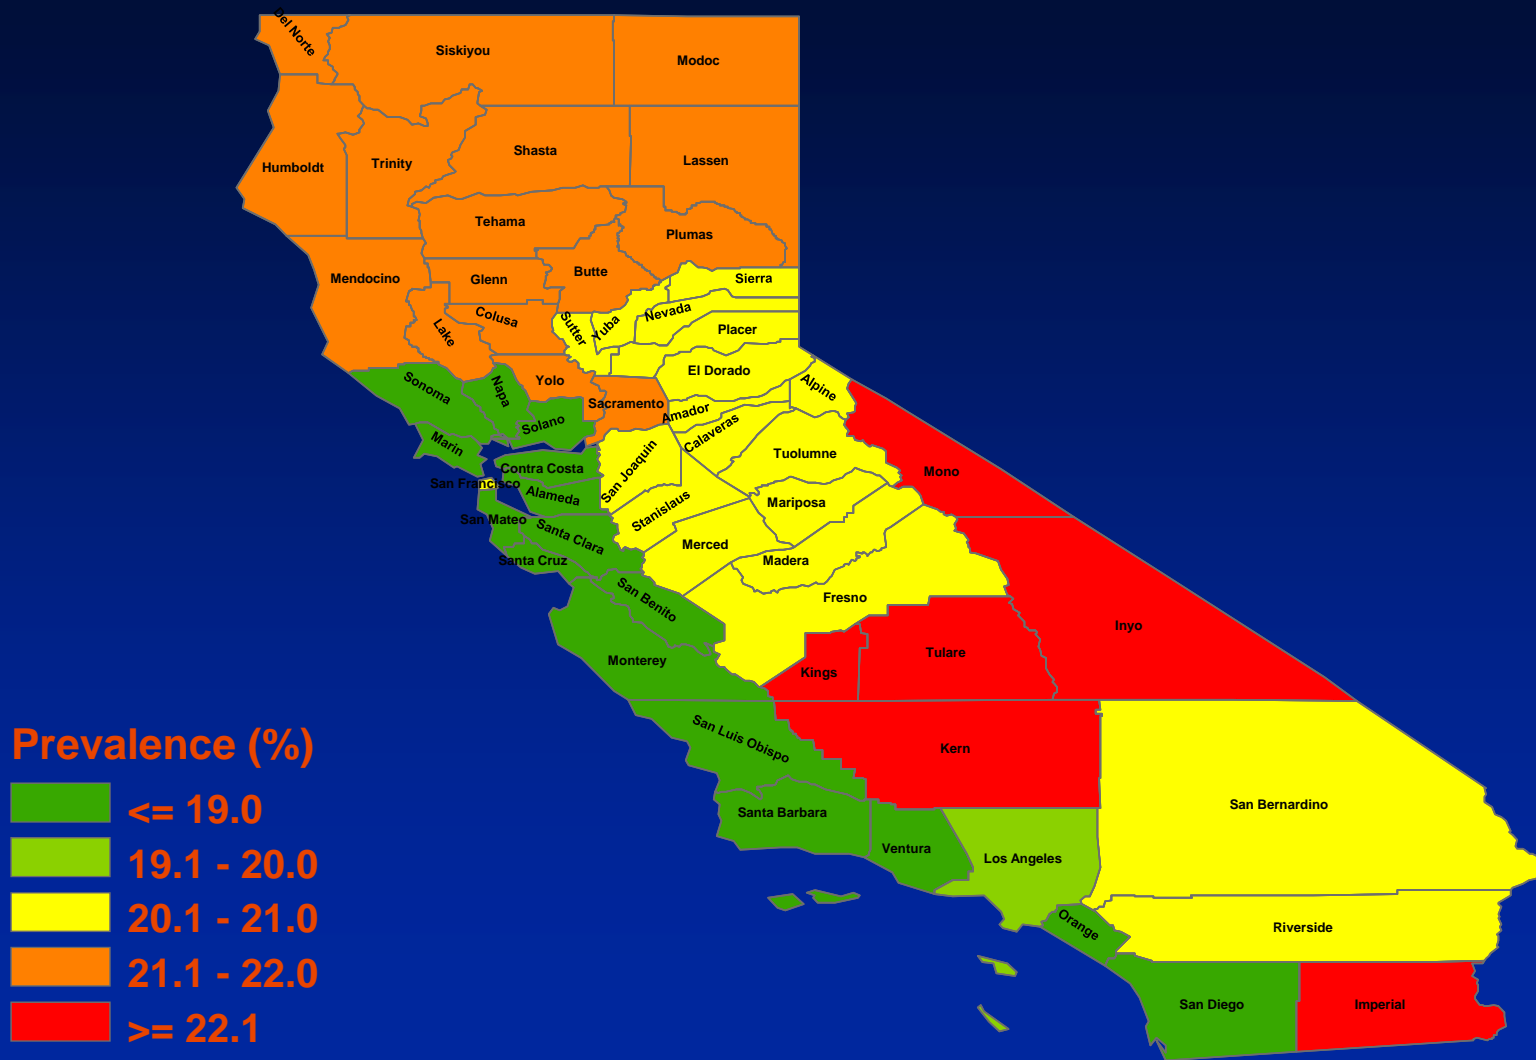 Del Norte
Siskiyou
Modoc
Humboldt
Trinity
Shasta
Lassen
Tehama
Plumas
Mendocino
Glenn
Butte
Sierra
Lake
Colusa
Sutter
Yuba
Nevada
Placer
Sonoma
Napa
Yolo
El Dorado
Alpine
Solano
Sacramento
Amador
Marin
Calaveras
Contra Costa
San Joaquin
Tuolumne
Mono
San Francisco
Alameda
Stanislaus
Mariposa
San Mateo
Santa Clara
Merced
Santa Cruz
Madera
San Benito
Fresno
Inyo
Monterey
Kings
Tulare
San Luis Obispo
Kern
Santa Barbara
Ventura
Los Angeles
San Bernardino
Orange
Riverside
San Diego
Imperial
Prevalence (%)
<= 19.0
19.1 - 20.0
20.1 - 21.0
21.1 - 22.0
>= 22.1